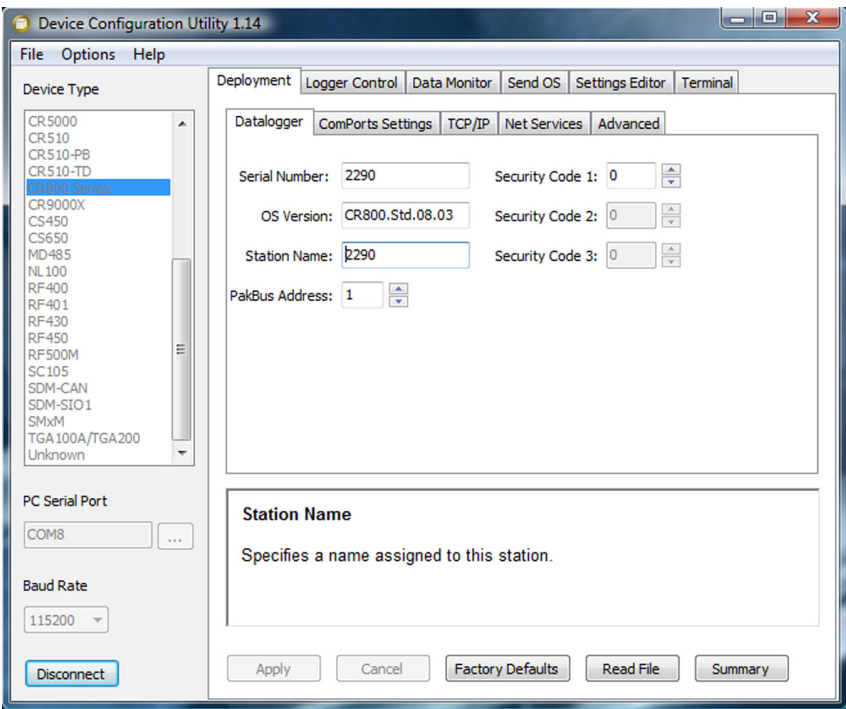 Device Configuration Utility 1.14
File Options Help
Device Type
CR5000
CR510
CR510-PB
CR510-TD
CR800 Series
CR9000X
CS450
CS650
MD485
NL100
RF400
RF401
RF430
RF450
RF500M
SC105
SDM-CAN
SDM-SIO1
SMxM
TGA100A/TGA200
Unknown
PC Serial Port
COM8
...
Baud Rate
115200
Disconnect
Deployment Logger Control Data Monitor Send OS Settings Editor Terminal
Datalogger ComPorts Settings TCP/IP Net Services Advanced
Serial Number: 2290 Security Code 1: 0
OS Version: CR800.Std.08.03 Security Code 2: 0
Station Name: 2290 Security Code 3: 0
PakBus Address: 1
Station Name
Specifies a name assigned to this station.
Apply Cancel Factory Defaults Read File Summary